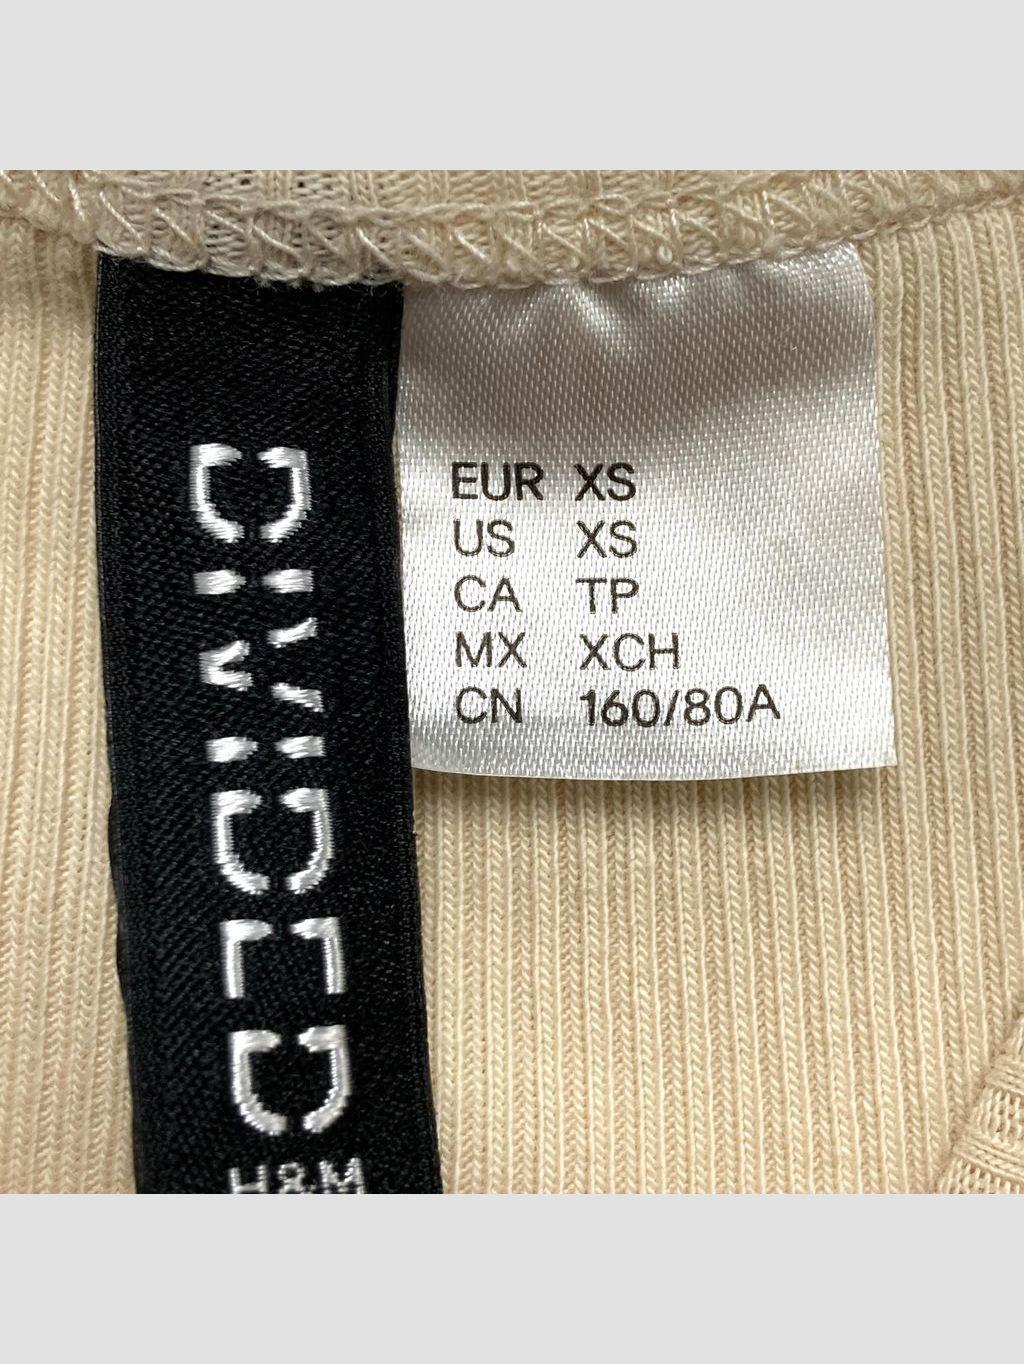 DIVIDED
H&M
EUR XS
US XS
CA TP
MX XCH
CN 160/80A